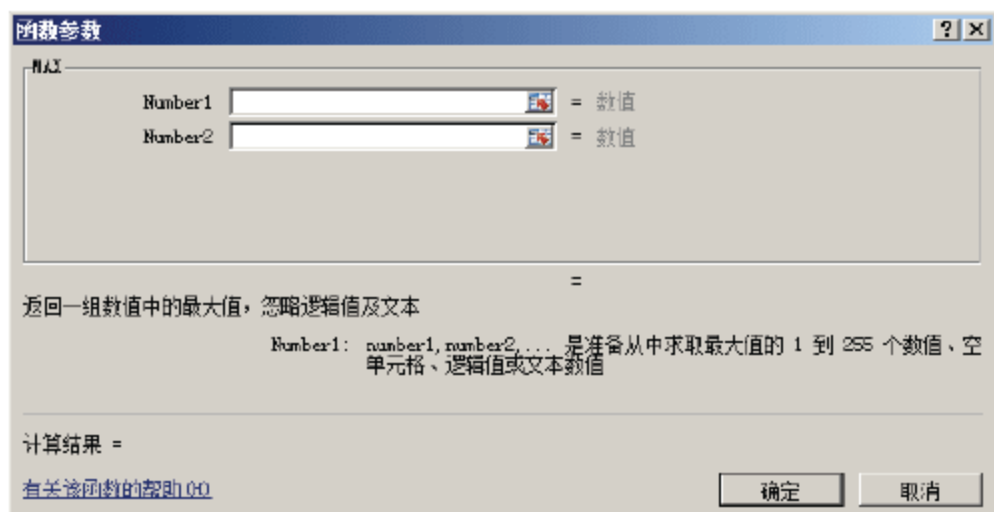 函数参数
MAX
Number1 = 数值
Number2 = 数值
=
返回一组数值中的最大值，忽略逻辑值及文本
Number1: number1,number2,... 是准备从中求取最大值的 1 到 255 个数值、空
单元格、逻辑值或文本数值
计算结果 =
有关该函数的帮助(H)
确定 取消